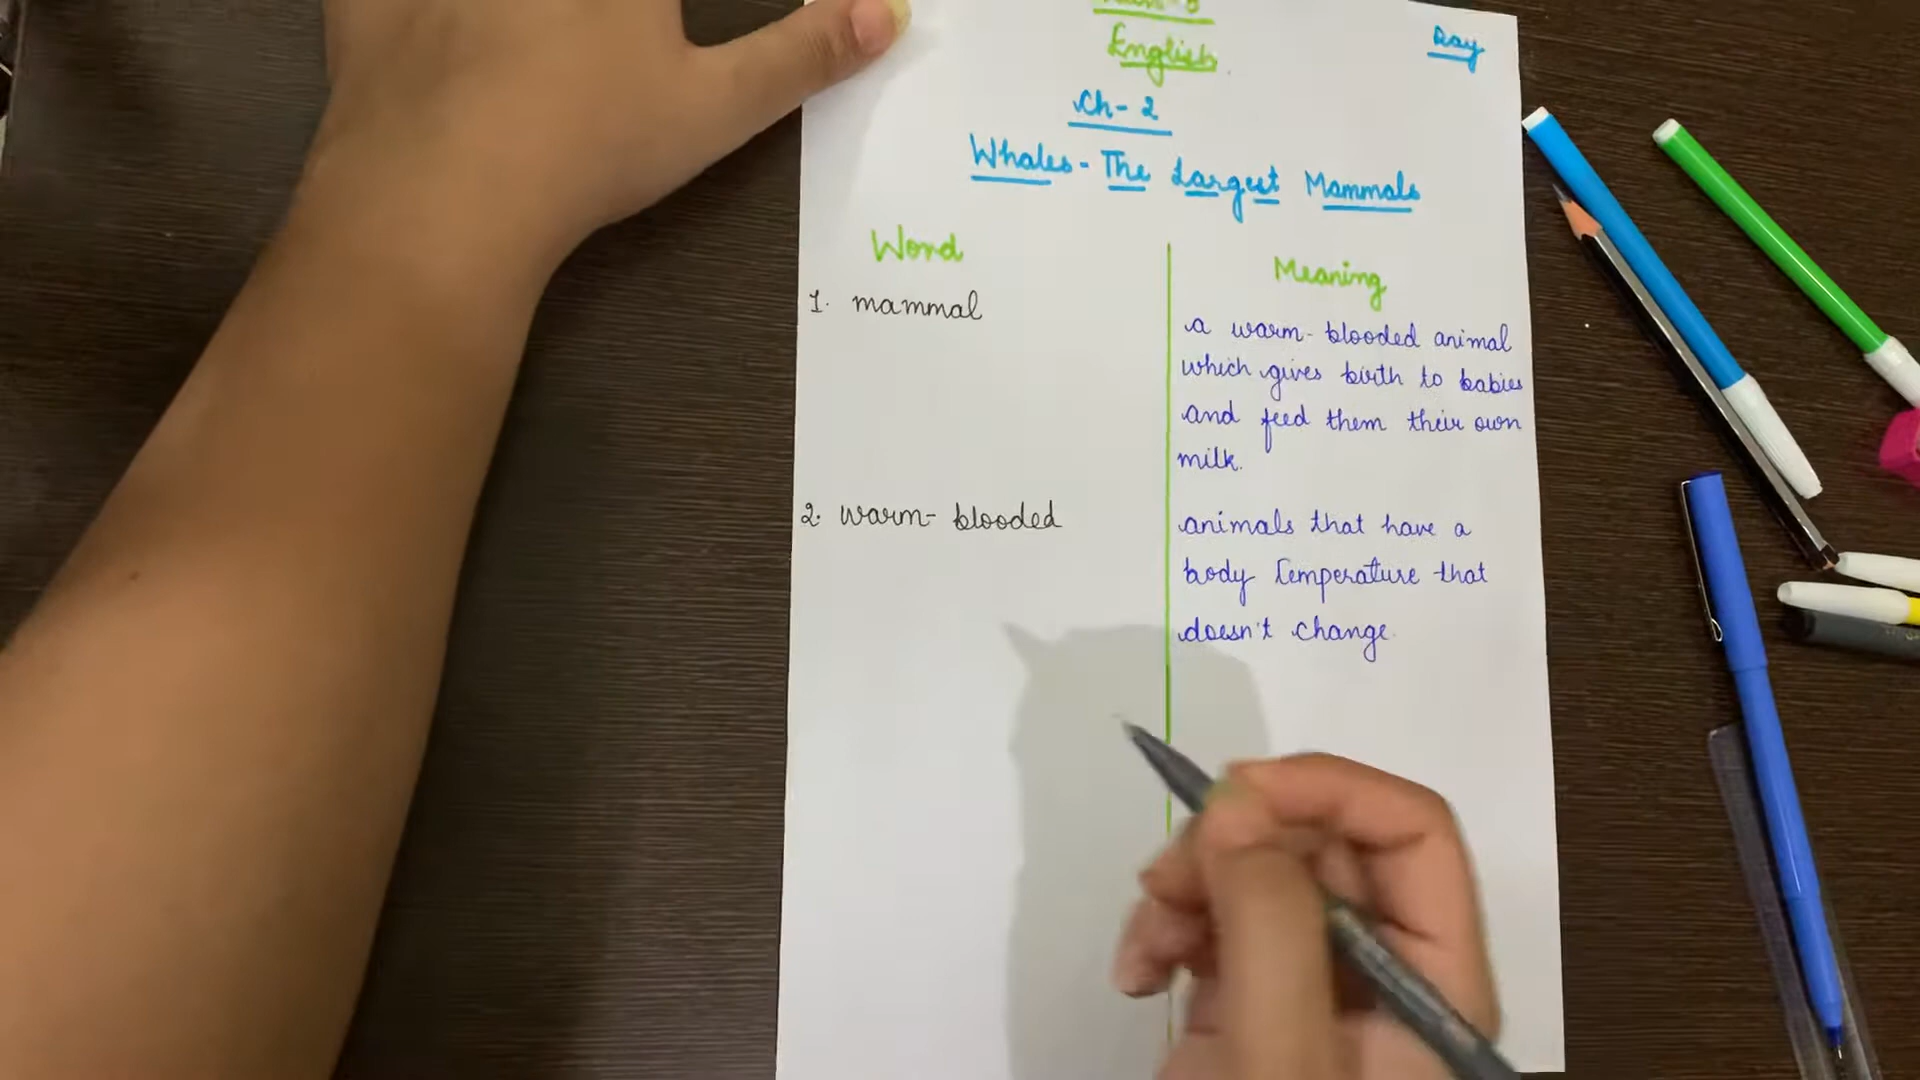 English
Day
Ch- 2
Whales - The Largest Mammals
Word
Meaning
1. mammal
a warm-blooded animal
which gives birth to babies
and feed them their own
milk.
2. warm-blooded
animals that have a
body temperature that
doesn't change.